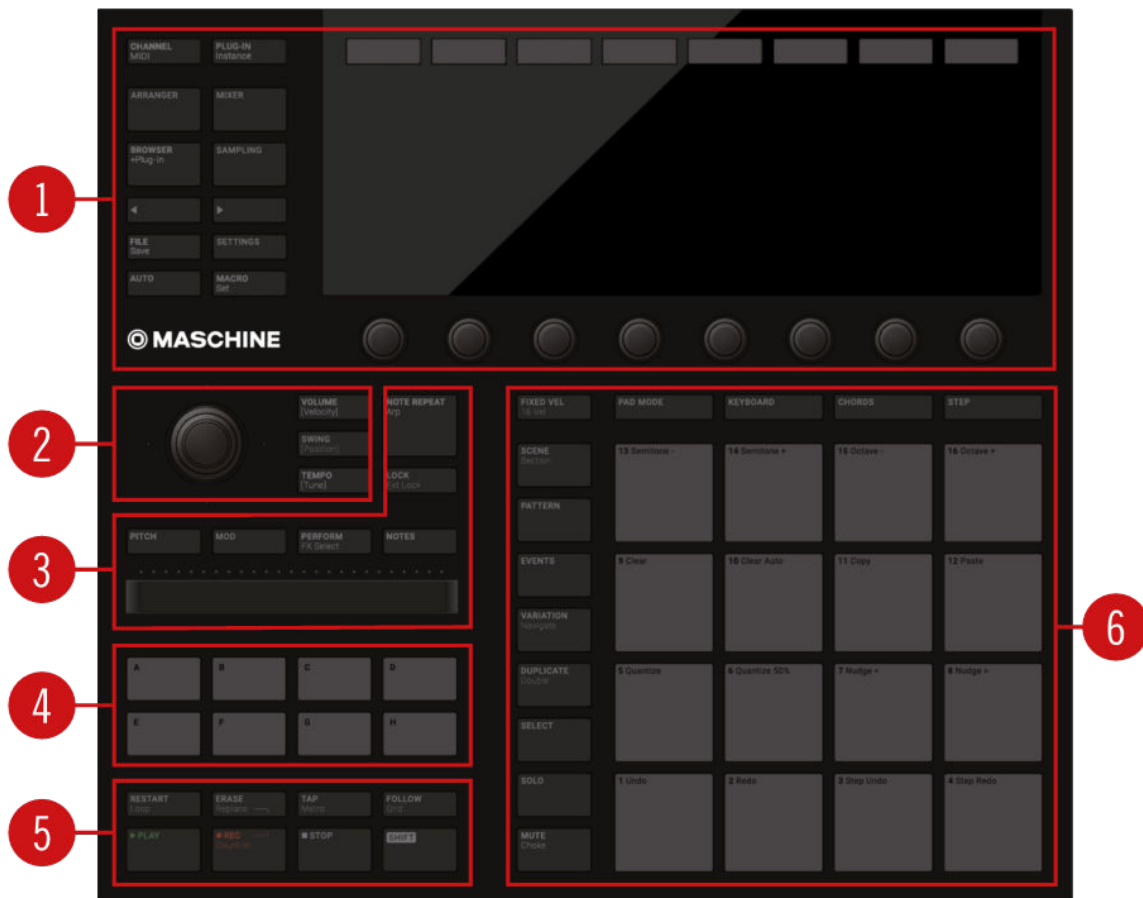 CHANNEL
MIDI
PLUG-IN
Instance
ARRANGER
MIXER
BROWSER
+Plug-in
SAMPLING
FILE
Save
SETTINGS
AUTO
MACRO
Set
MASCHINE
1
VOLUME
[Velocity]
SWING
[Position]
TEMPO
[Tune]
2
NOTE REPEAT
Arp
LOCK
Ext Lock
PITCH
MOD
PERFORM
FX Select
NOTES
3
A
B
C
D
E
F
G
H
4
RESTART
Loop
ERASE
Replace
TAP
Metro
FOLLOW
Grid
PLAY
REC
Count-in
STOP
SHIFT
5
FIXED VEL
16 Vel
PAD MODE
KEYBOARD
CHORDS
STEP
SCENE
Section
13 Semitone -
14 Semitone +
15 Octave -
16 Octave +
PATTERN
EVENTS
9 Clear
10 Clear Auto
11 Copy
12 Paste
VARIATION
Navigate
DUPLICATE
Double
5 Quantize
6 Quantize 50%
7 Nudge <
8 Nudge >
SELECT
SOLO
1 Undo
2 Redo
3 Step Undo
4 Step Redo
MUTE
Choke
6